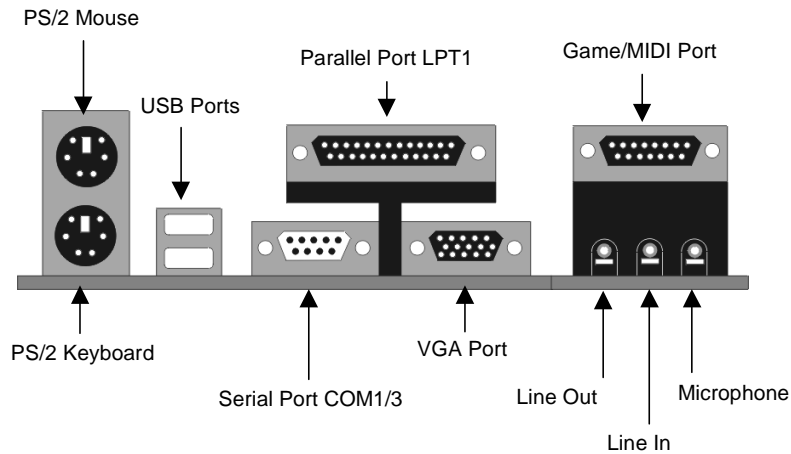 PS/2 Mouse
Parallel Port LPT1
Game/MIDI Port
USB Ports
PS/2 Keyboard
VGA Port
Serial Port COM1/3
Line Out
Microphone
Line In